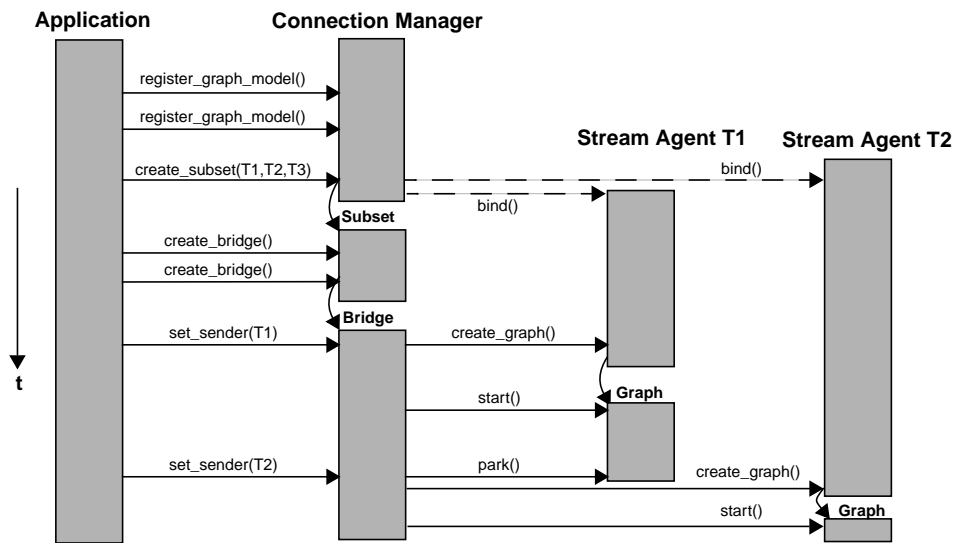 Application
Connection Manager
register_graph_model()
register_graph_model()
Stream Agent T1
Stream Agent T2
create_subset(T1,T2,T3)
bind()
bind()
Subset
create_bridge()
create_bridge()
Bridge
set_sender(T1)
create_graph()
t
Graph
start()
set_sender(T2)
park()
create_graph()
Graph
start()